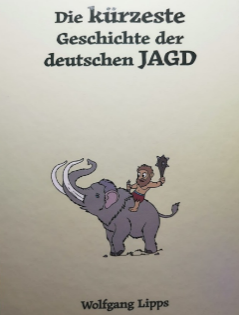 Die kürzeste
Geschichte der
deutschen JAGD
Wolfgang Lipps